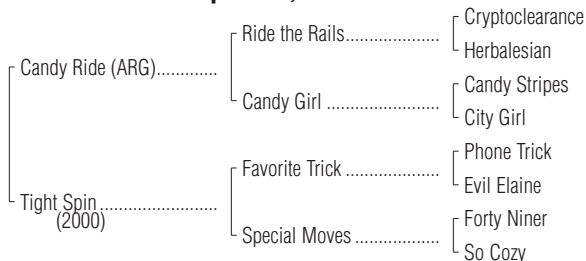 Cryptoclearance
Ride the Rails....................
Herbalesian
Candy Ride (ARG)............
Candy Stripes
Candy Girl ........................
City Girl
Phone Trick
Favorite Trick ....................
Evil Elaine
Tight Spin ........................
(2000)
Forty Niner
Special Moves ..................
So Cozy